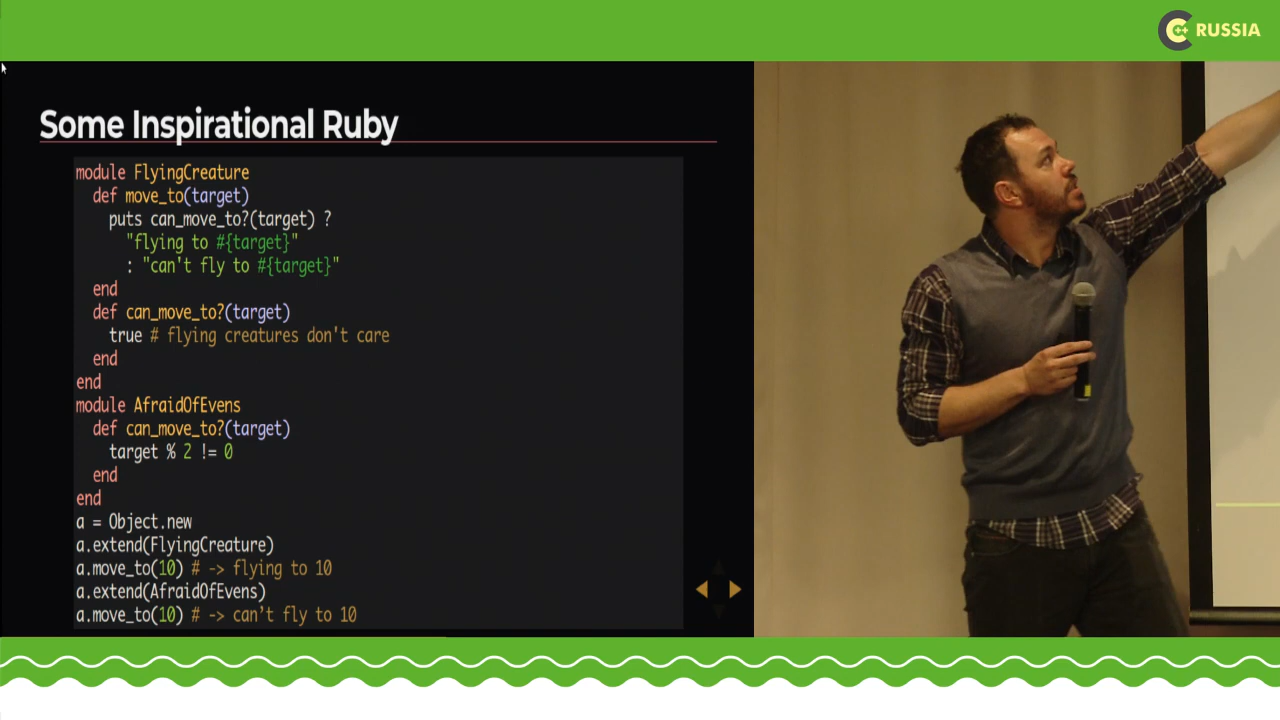 C++ RUSSIA
Some Inspirational Ruby
module FlyingCreature
  def move_to(target)
    puts can_move_to?(target) ?
      "flying to #{target}"
      : "can't fly to #{target}"
  end
  def can_move_to?(target)
    true # flying creatures don't care
  end
end
module AfraidOfEvens
  def can_move_to?(target)
    target % 2 != 0
  end
end
a = Object.new
a.extend(FlyingCreature)
a.move_to(10) # -> flying to 10
a.extend(AfraidOfEvens)
a.move_to(10) # -> can’t fly to 10